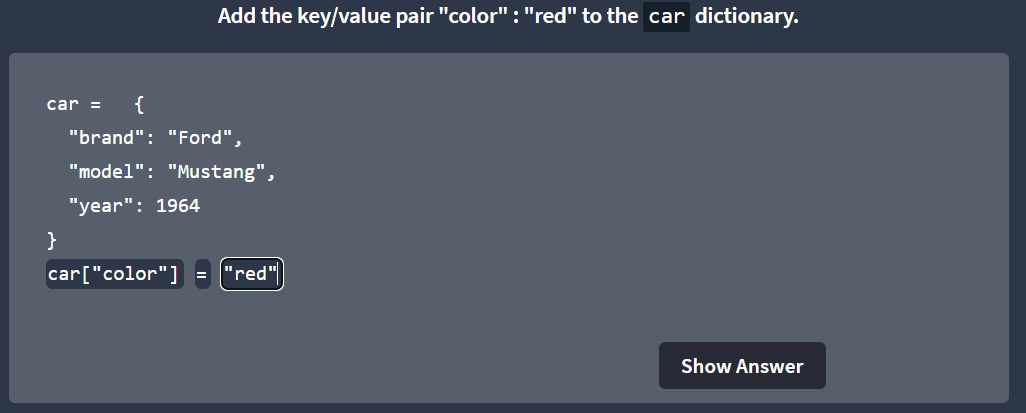 Add the key/value pair "color" : "red" to the car dictionary.
car = {
"brand": "Ford",
"model": "Mustang",
"year": 1964
}
car["color"] = "red"
Show Answer